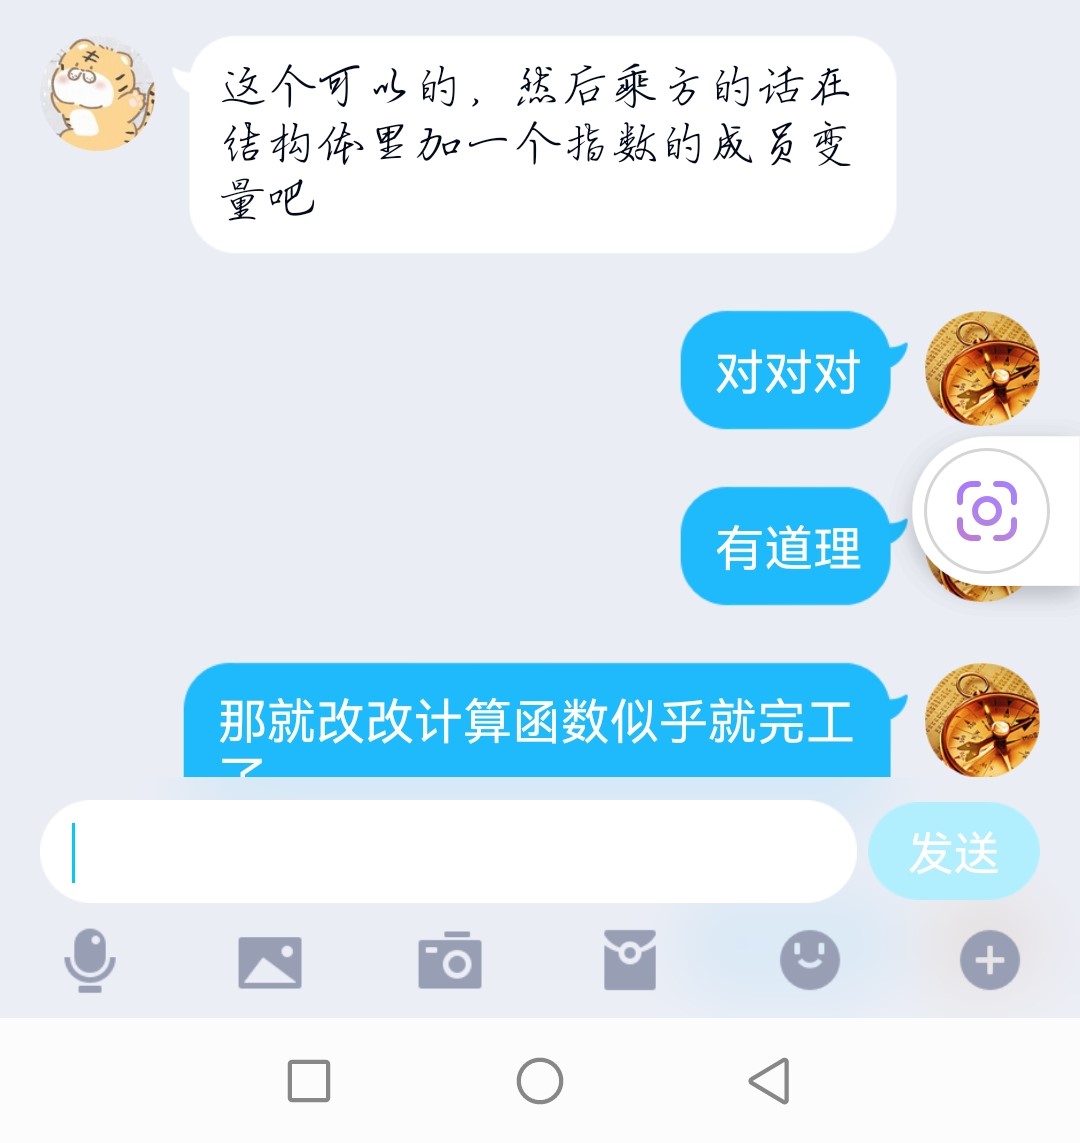 这个可以的，然后乘方的话在
结构体里加一个指数的成员变
量吧
对对对
有道理
那就改改计算函数似乎就完工
了
发送